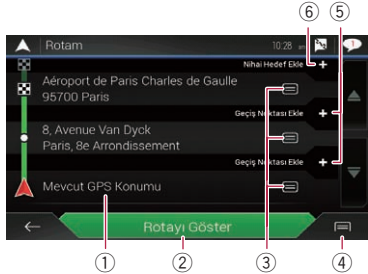 ⑥ ⑤
Rotam
10:28
1
Nihai Hedef Ekle +
Aéroport de Paris Charles de Gaulle
95700 Paris
Geçiş Noktası Ekle +
8, Avenue Van Dyck
Paris, 8e Arrondissement
Geçiş Noktası Ekle +
Mevcut GPS Konumu
Rotayı Göster
① ② ③ ④